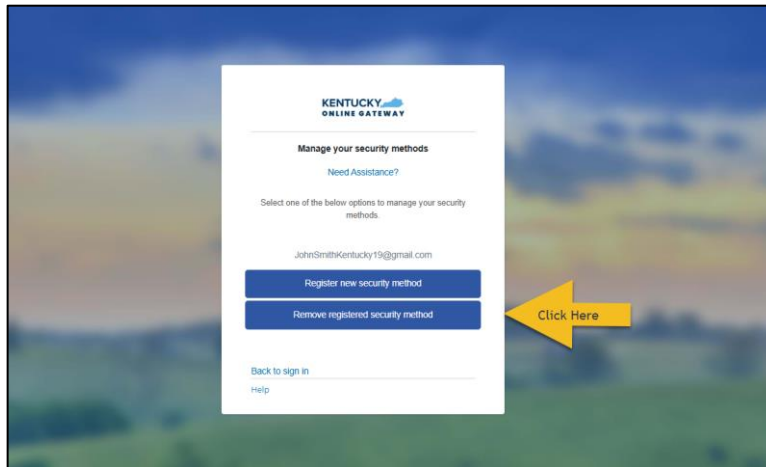 KENTUCKY
ONLINE GATEWAY
Manage your security methods
Need Assistance?
Select one of the below options to manage your security
methods.
JohnSmithKentucky19@gmail.com
Register new security method
Remove registered security method
Click Here
Back to sign in
Help